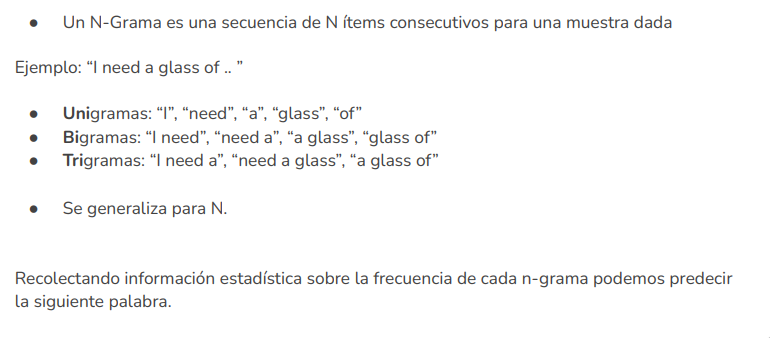 ● Un N-Grama es una secuencia de N ítems consecutivos para una muestra dada
Ejemplo: “I need a glass of .. ”
● Unigramas: “I”, “need”, “a”, “glass”, “of”
● Bigramas: “I need”, “need a”, “a glass”, “glass of”
● Trigramas: “I need a”, “need a glass”, “a glass of”
● Se generaliza para N.
Recolectando información estadística sobre la frecuencia de cada n-grama podemos predecir
la siguiente palabra.